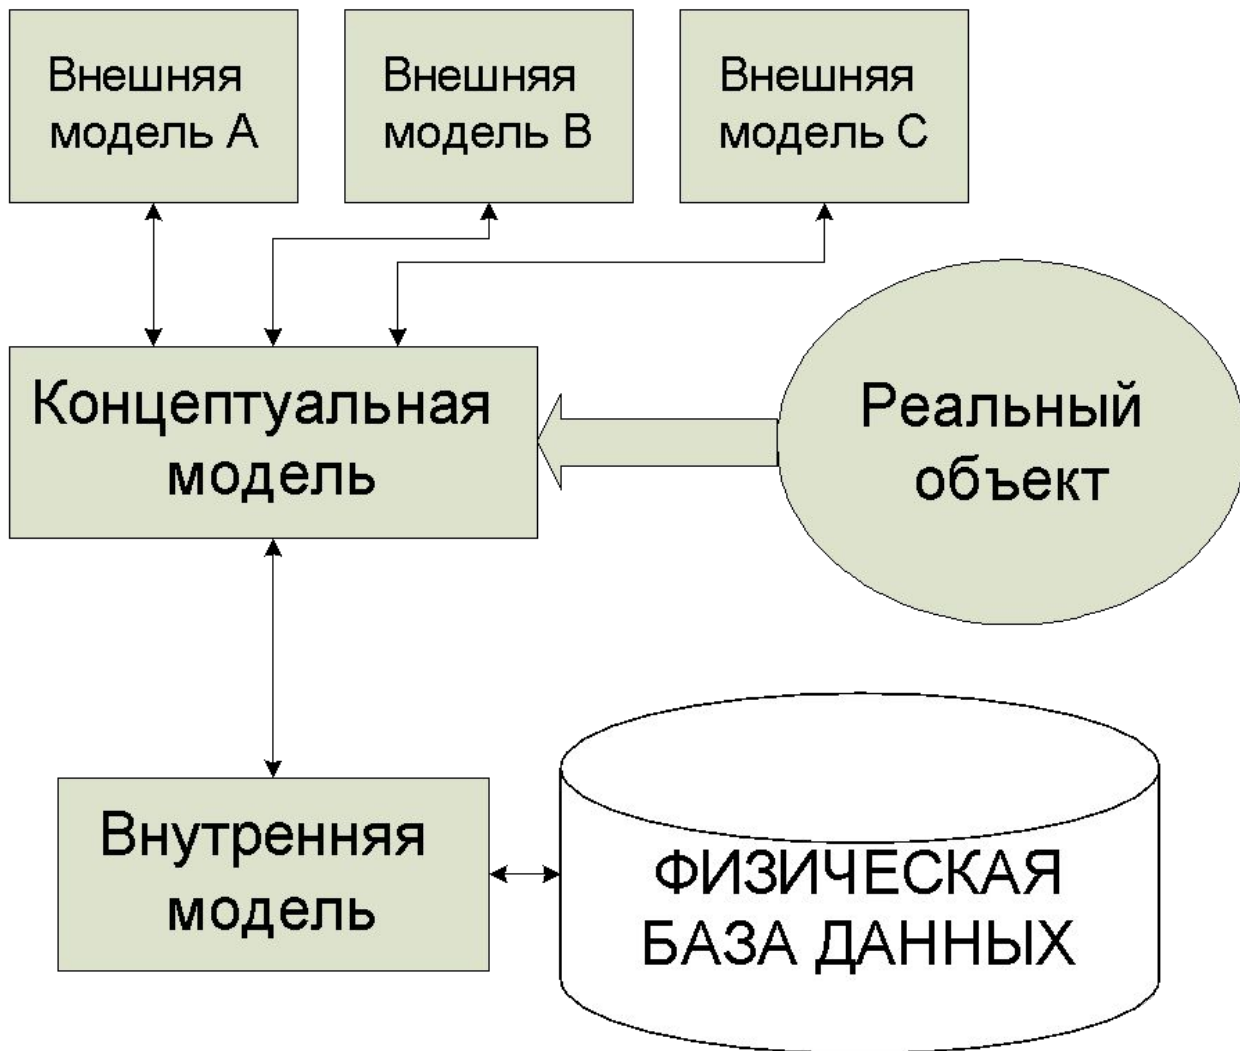 Внешняя
модель А
Внешняя
модель В
Внешняя
модель С
Концептуальная
модель
Реальный
объект
Внутренняя
модель
ФИЗИЧЕСКАЯ
БАЗА ДАННЫХ